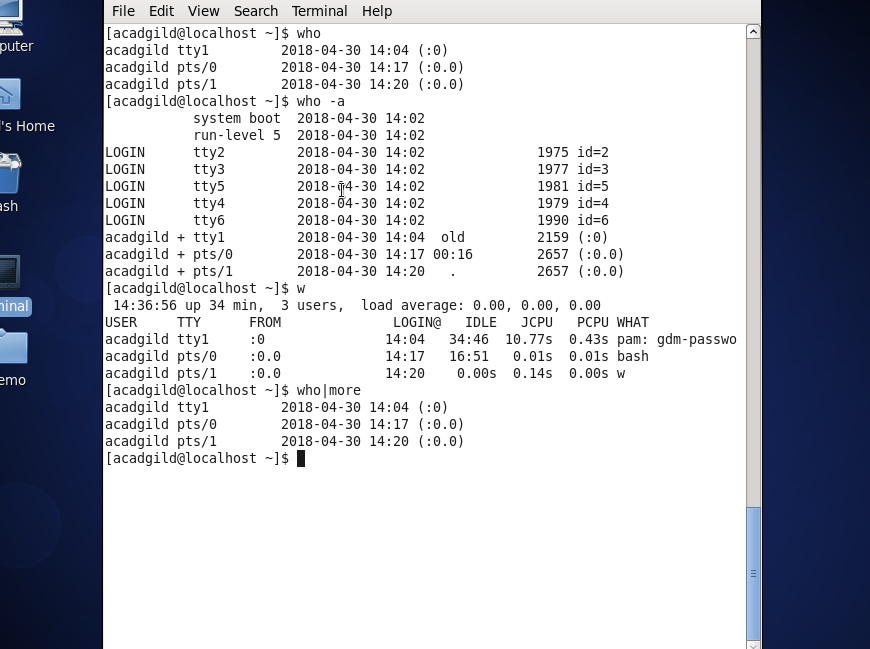 File Edit View Search Terminal Help
[acadgild@localhost ~]$ who
acadgild tty1         2018-04-30 14:04 (:0)
acadgild pts/0        2018-04-30 14:17 (:0.0)
acadgild pts/1        2018-04-30 14:20 (:0.0)
[acadgild@localhost ~]$ who -a
           system boot  2018-04-30 14:02
           run-level 5  2018-04-30 14:02
LOGIN      tty2         2018-04-30 14:02              1975 id=2
LOGIN      tty3         2018-04-30 14:02              1977 id=3
LOGIN      tty5         2018-04-30 14:02              1981 id=5
LOGIN      tty4         2018-04-30 14:02              1979 id=4
LOGIN      tty6         2018-04-30 14:02              1990 id=6
acadgild + tty1         2018-04-30 14:04  old         2159 (:0)
acadgild + pts/0        2018-04-30 14:17 00:16        2657 (:0.0)
acadgild + pts/1        2018-04-30 14:20   .          2657 (:0.0)
[acadgild@localhost ~]$ w
 14:36:56 up 34 min,  3 users,  load average: 0.00, 0.00, 0.00
USER     TTY      FROM              LOGIN@   IDLE   JCPU   PCPU WHAT
acadgild tty1     :0               14:04   34:46  10.77s  0.43s pam: gdm-passwo
acadgild pts/0    :0.0             14:17   16:51   0.01s  0.01s bash
acadgild pts/1    :0.0             14:20    0.00s  0.14s  0.00s w
[acadgild@localhost ~]$ who|more
acadgild tty1         2018-04-30 14:04 (:0)
acadgild pts/0        2018-04-30 14:17 (:0.0)
acadgild pts/1        2018-04-30 14:20 (:0.0)
[acadgild@localhost ~]$
puter
's Home
ash
minal
emo